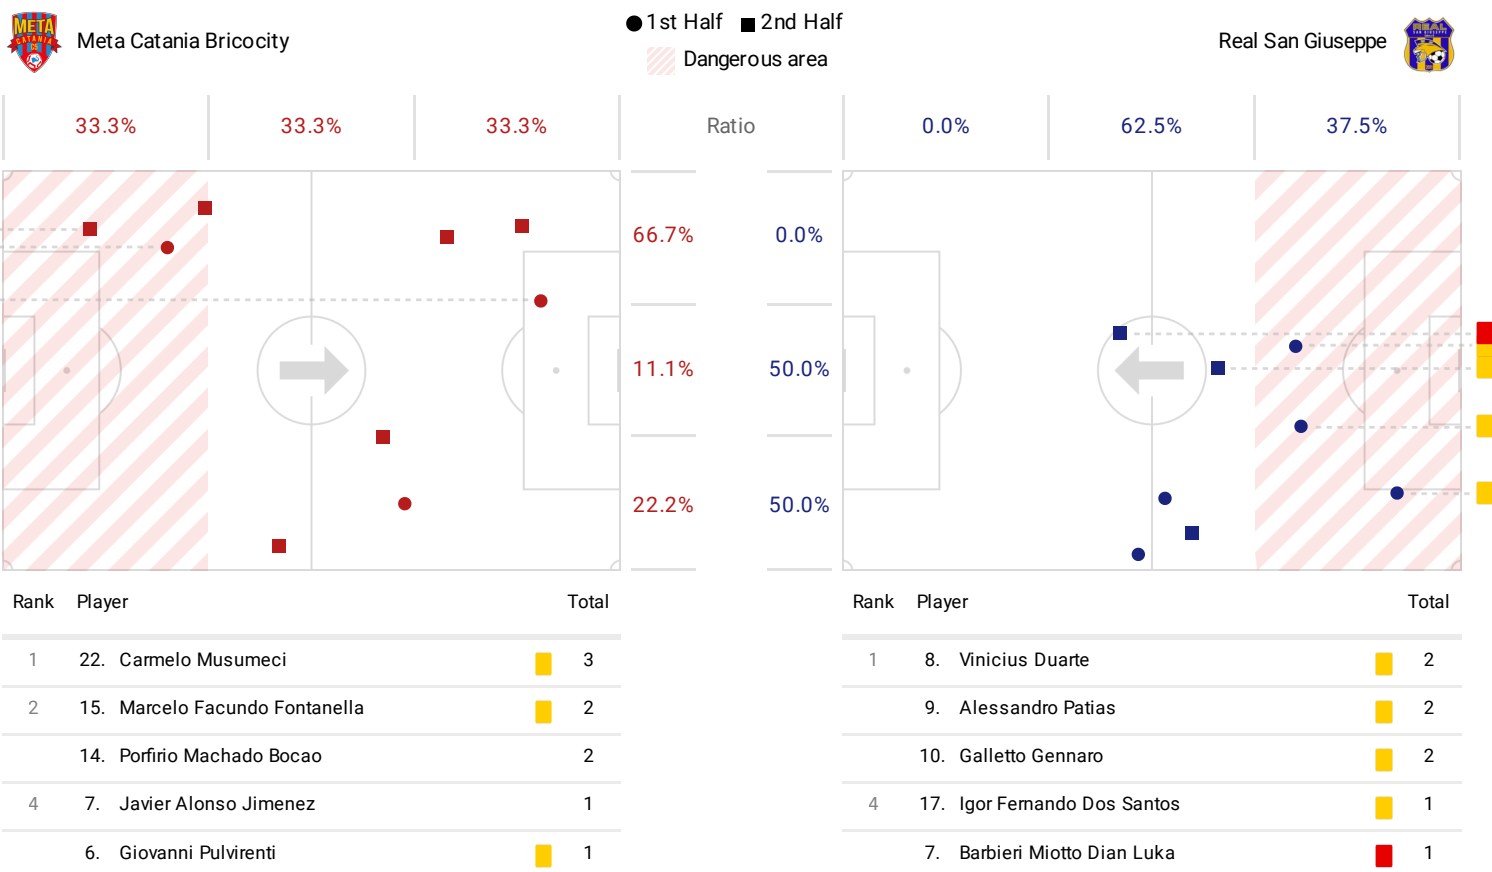 META
CATANIA
Meta Catania Bricocity
1st Half 2nd Half
Dangerous area
Real San Giuseppe
REAL
SAN GIUSEPPE
33.3% 33.3% 33.3% Ratio 0.0% 62.5% 37.5%
66.7% 0.0%
11.1% 50.0%
22.2% 50.0%
Rank Player Total
1 22. Carmelo Musumeci 3
2 15. Marcelo Facundo Fontanella 2
14. Porfirio Machado Bocao 2
4 7. Javier Alonso Jimenez 1
6. Giovanni Pulvirenti 1
Rank Player Total
1 8. Vinicius Duarte 2
9. Alessandro Patias 2
10. Galletto Gennaro 2
4 17. Igor Fernando Dos Santos 1
7. Barbieri Miotto Dian Luka 1